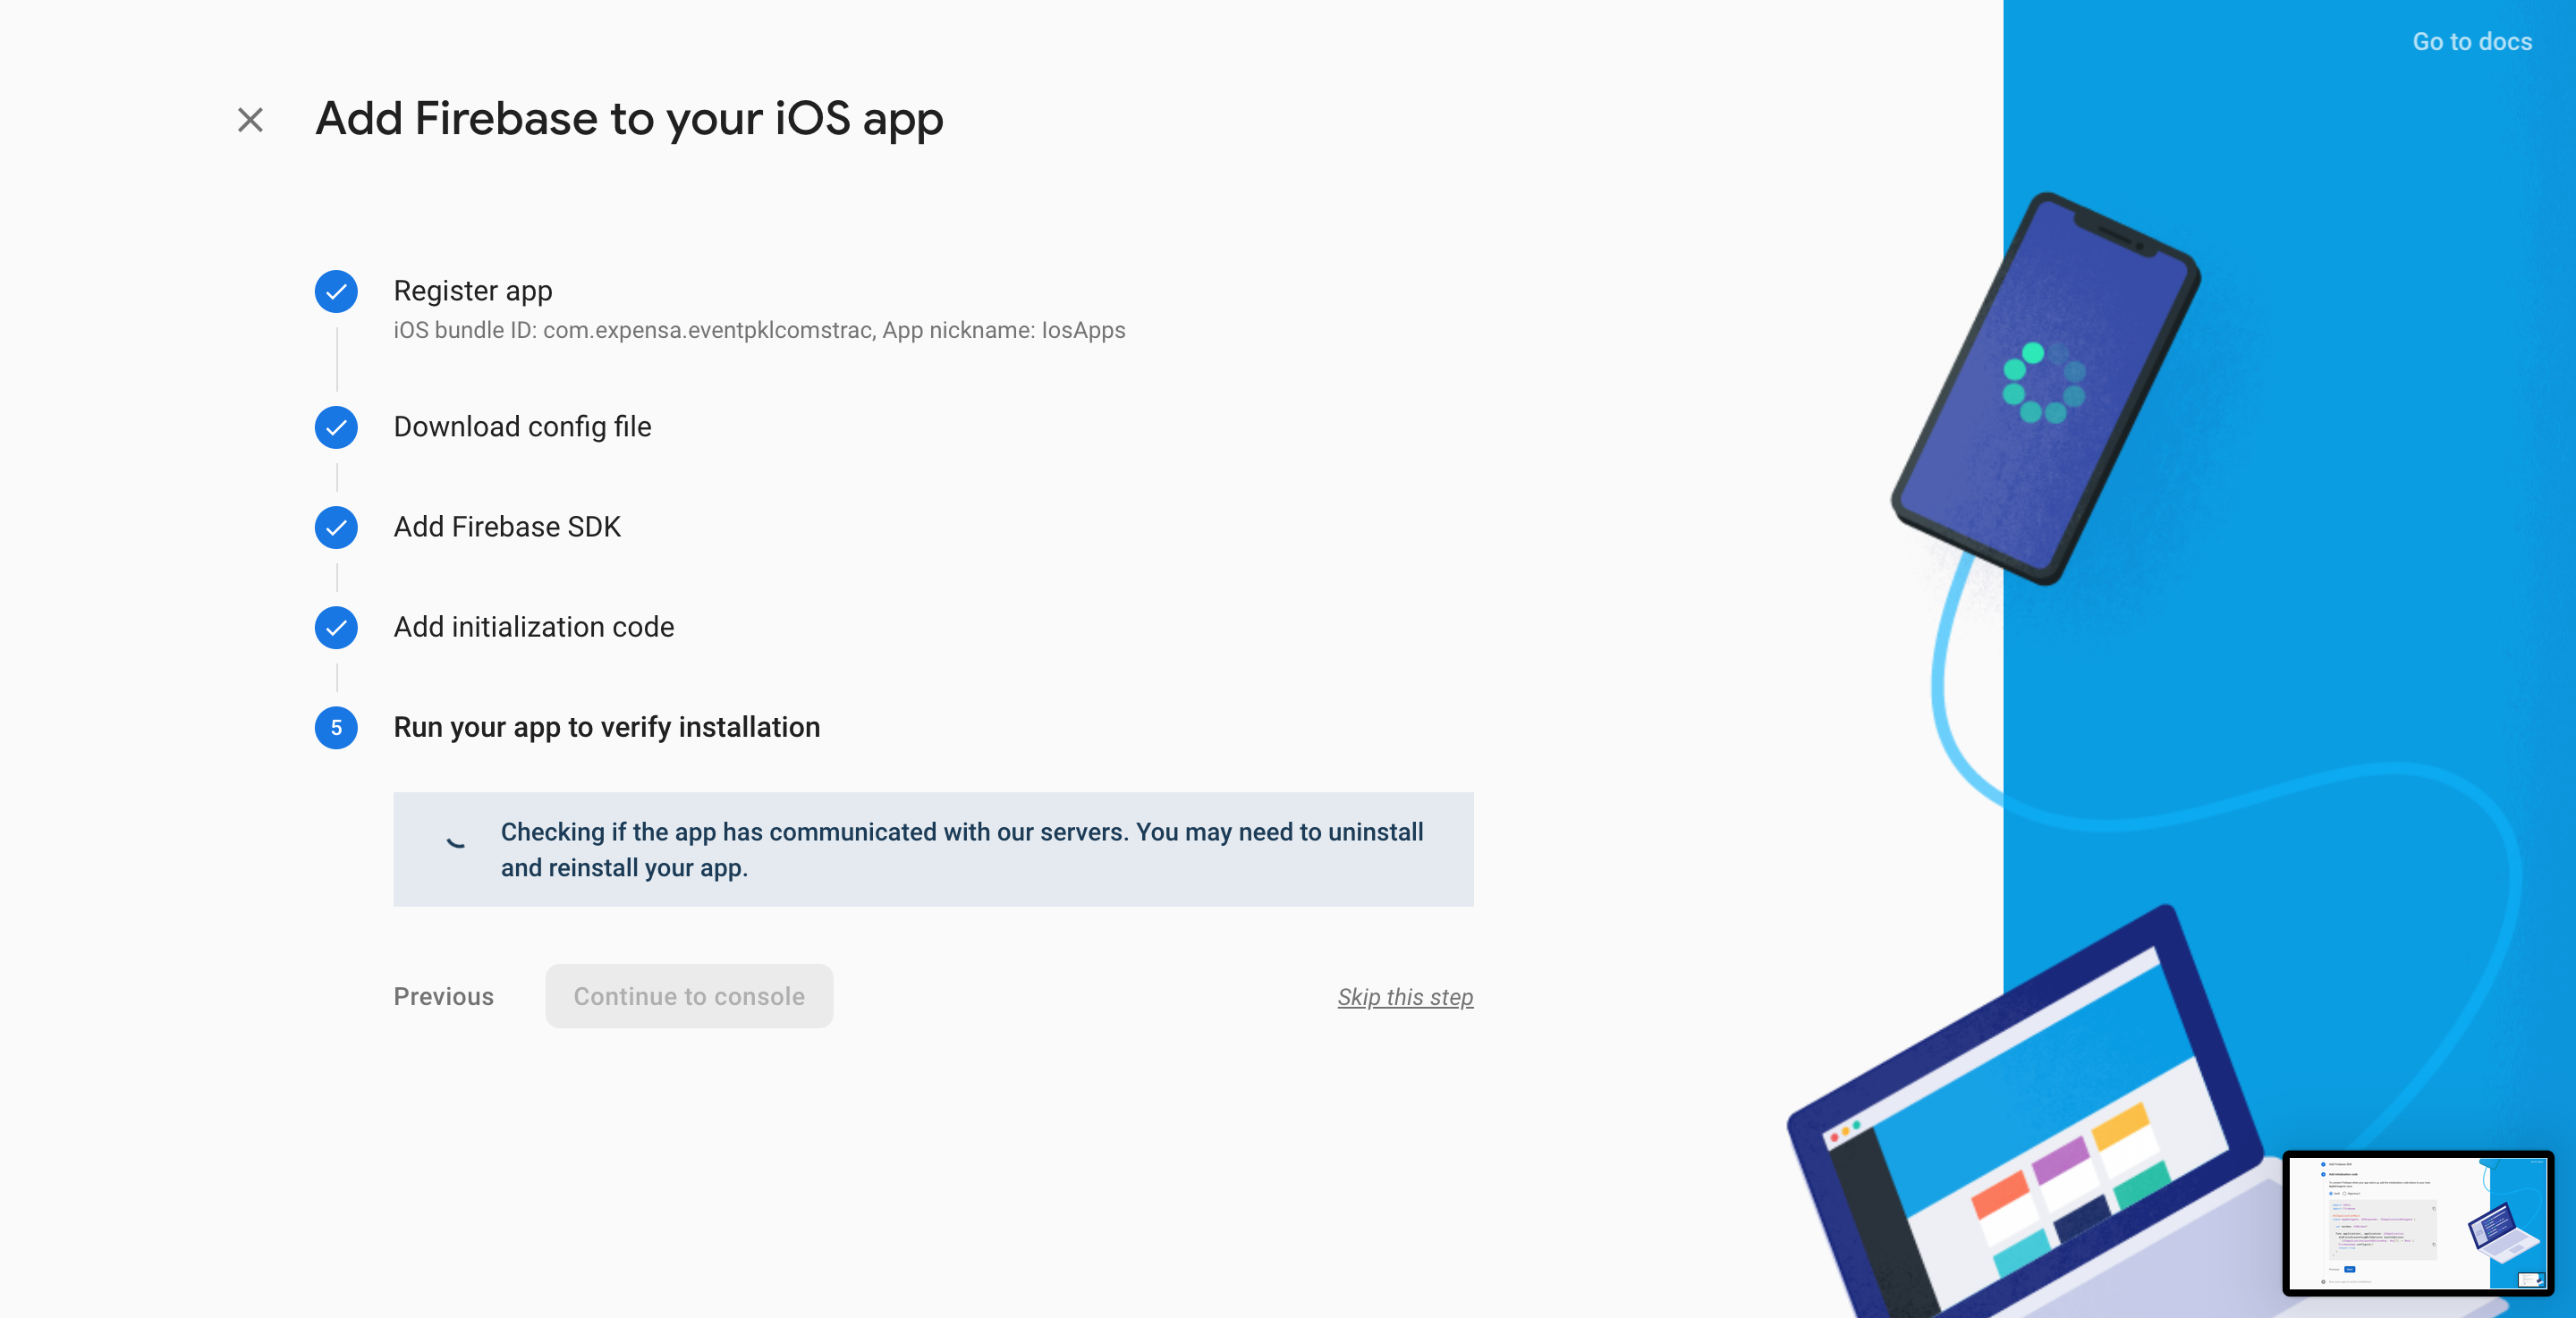 Go to docs
Add Firebase to your iOS app
Register app
iOS bundle ID: com.expensa.eventpklcomstrac, App nickname: IosApps
Download config file
Add Firebase SDK
Add initialization code
5 Run your app to verify installation
Checking if the app has communicated with our servers. You may need to uninstall
and reinstall your app.
Previous
Continue to console
Skip this step